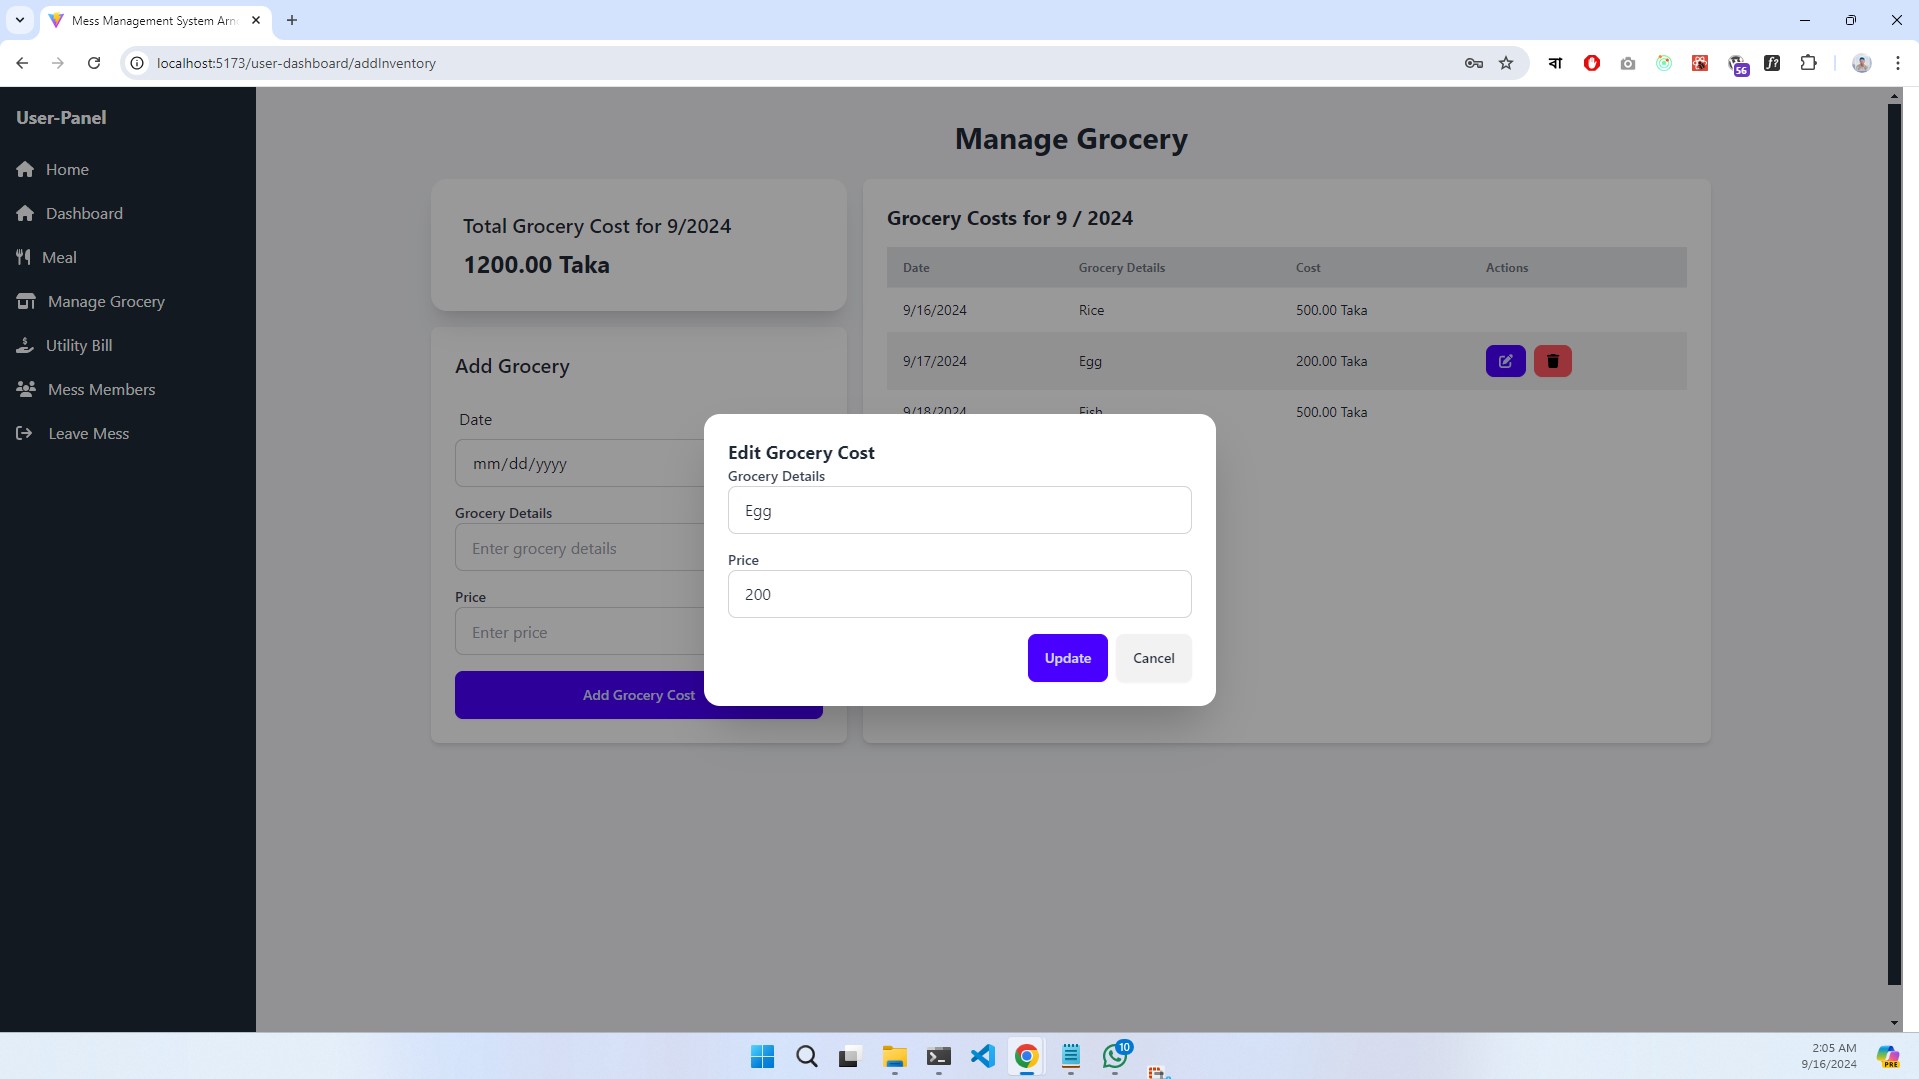 Mess Management System Arn
localhost:5173/user-dashboard/addInventory
বা
56
f?
User-Panel
Home
Dashboard
Meal
Manage Grocery
Utility Bill
Mess Members
Leave Mess
Manage Grocery
Total Grocery Cost for 9/2024
1200.00 Taka
Add Grocery
Date
mm/dd/yyyy
Grocery Details
Enter grocery details
Price
Enter price
Add Grocery Cost
Grocery Costs for 9 / 2024
Date Grocery Details Cost Actions
9/16/2024 Rice 500.00 Taka
9/17/2024 Egg 200.00 Taka
9/18/2024 Fish 500.00 Taka
Edit Grocery Cost
Grocery Details
Egg
Price
200
Update Cancel
10
2:05 AM
9/16/2024
PRE